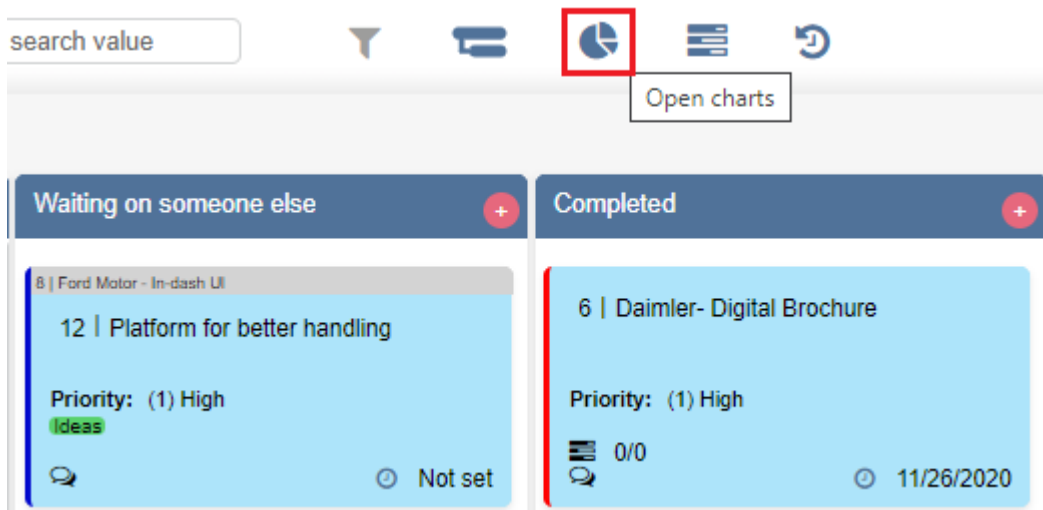 search value
Open charts
Waiting on someone else
+
Completed
+
8 | Ford Motor - In-dash UI
12 | Platform for better handling
Priority: (1) High
Ideas
Not set
6 | Daimler- Digital Brochure
Priority: (1) High
0/0
11/26/2020